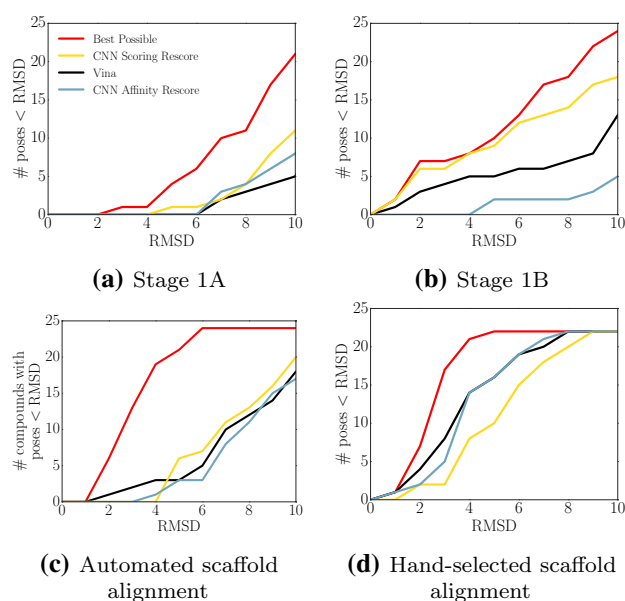 25
20
15
10
5
0
# poses < RMSD
Best Possible
CNN Scoring Rescore
Vina
CNN Affinity Rescore
0 2 4 6 8 10
RMSD
(a) Stage 1A
25
20
15
10
5
0
# poses < RMSD
0 2 4 6 8 10
RMSD
(b) Stage 1B
25
20
15
10
5
0
# compounds with
poses < RMSD
0 2 4 6 8 10
RMSD
(c) Automated scaffold
alignment
25
20
15
10
5
0
# poses < RMSD
0 2 4 6 8 10
RMSD
(d) Hand-selected scaffold
alignment